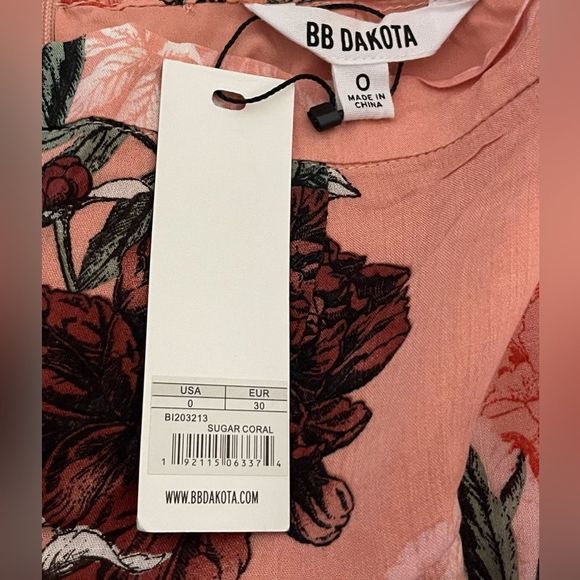 BB DAKOTA
0
MADE IN
CHINA
USA EUR
0 30
BI203213
SUGAR CORAL
1 92115 06337 4
WWW.BBDAKOTA.COM